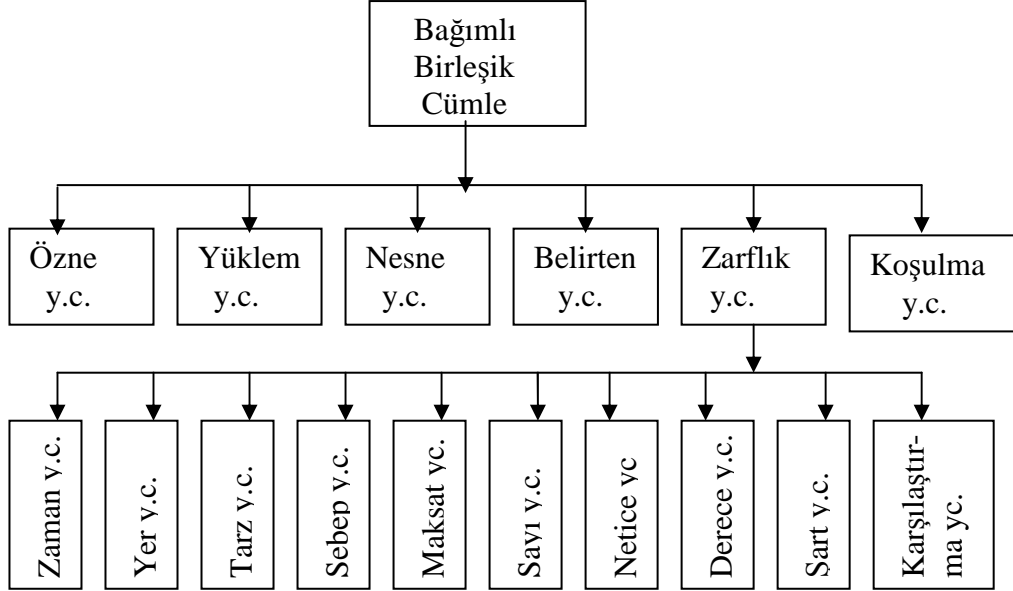 Bağımlı
Birleşik
Cümle
Özne
y.c.
Yüklem
y.c.
Nesne
y.c.
Belirten
y.c.
Zarflık
y.c.
Koşulma
y.c.
Zaman y.c.
Yer y.c.
Tarz y.c.
Sebep y.c.
Maksat yc.
Sayı y.c.
Netice yc
Derece y.c.
Şart y.c.
Karşılaştır-
ma yc.